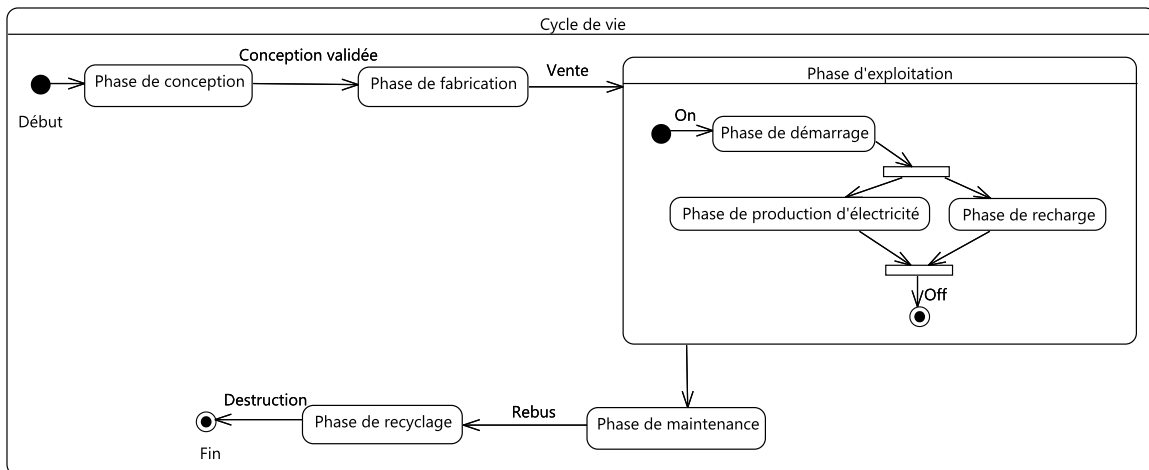 Cycle de vie
Conception validée
Phase de conception
Phase de fabrication
Vente
Début
Phase d'exploitation
On
Phase de démarrage
Phase de production d'électricité
Phase de recharge
Off
Phase de maintenance
Rebus
Phase de recyclage
Destruction
Fin